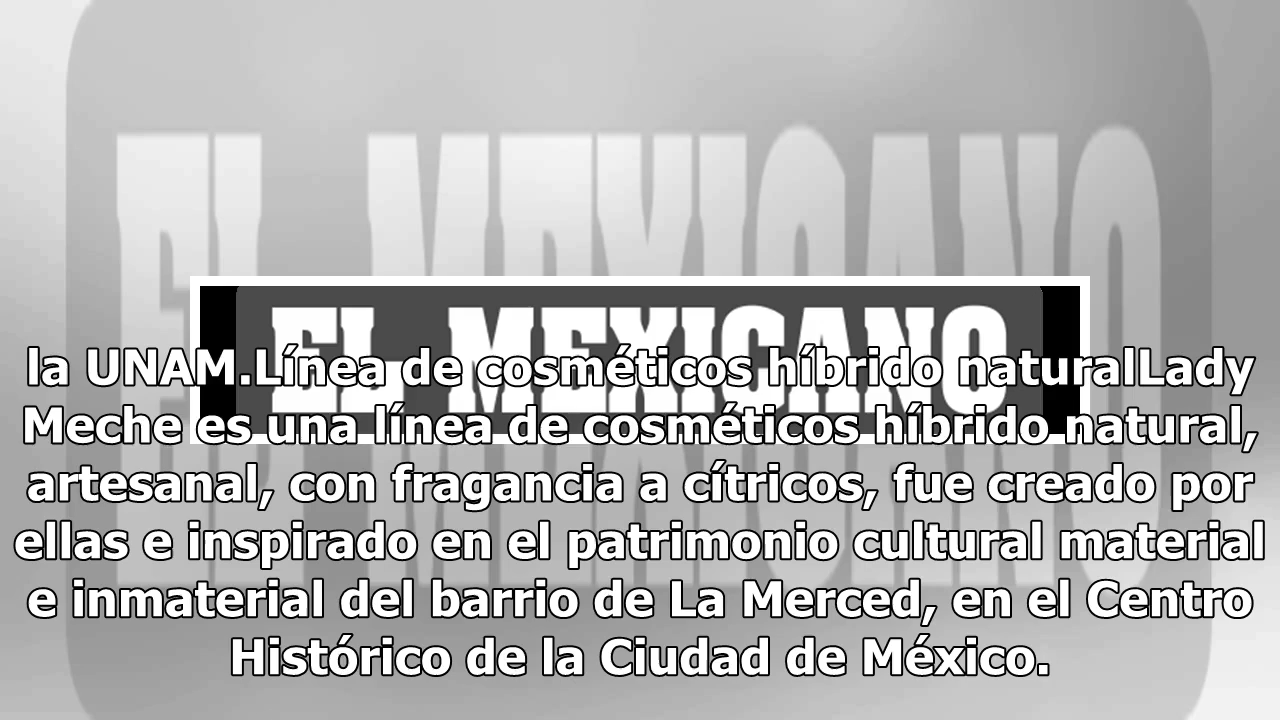 EL MEXICANO
EL MEXICANO
la UNAM.Línea de cosméticos híbrido naturalLady
Meche es una línea de cosméticos híbrido natural,
artesanal, con fragancia a cítricos, fue creado por
ellas e inspirado en el patrimonio cultural material
e inmaterial del barrio de La Merced, en el Centro
Histórico de la Ciudad de México.